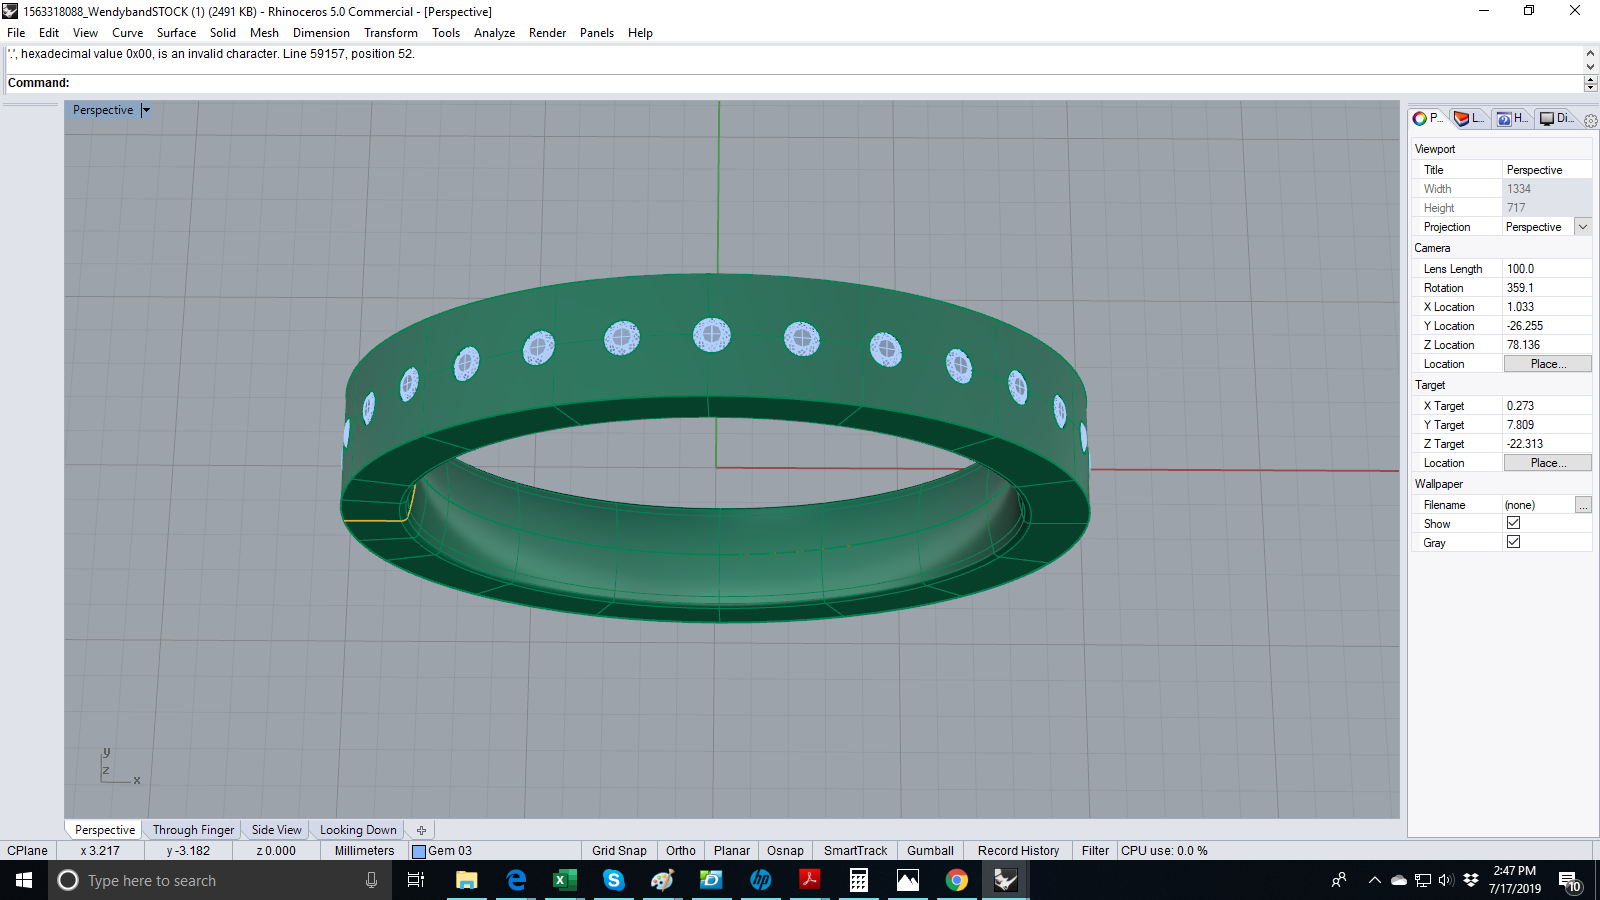 1563318088_WendybandSTOCK (1) (2491 KB) - Rhinoceros 5.0 Commercial - [Perspective]
File Edit View Curve Surface Solid Mesh Dimension Transform Tools Analyze Render Panels Help
'.', hexadecimal value 0x00, is an invalid character. Line 59157, position 52.
Command:
Perspective
P... L... H... Di...
Viewport
Title Perspective
Width 1334
Height 717
Projection Perspective
Camera
Lens Length 100.0
Rotation 359.1
X Location 1.033
Y Location -26.255
Z Location 78.136
Location Place...
Target
X Target 0.273
Y Target 7.809
Z Target -22.313
Location Place...
Wallpaper
Filename (none) ...
Show
Gray
y
z
x
Perspective Through Finger Side View Looking Down
CPlane x 3.217 y -3.182 z 0.000 Millimeters Gem 03 Grid Snap Ortho Planar Osnap SmartTrack Gumball Record History Filter CPU use: 0.0 %
Type here to search
2:47 PM
7/17/2019
10